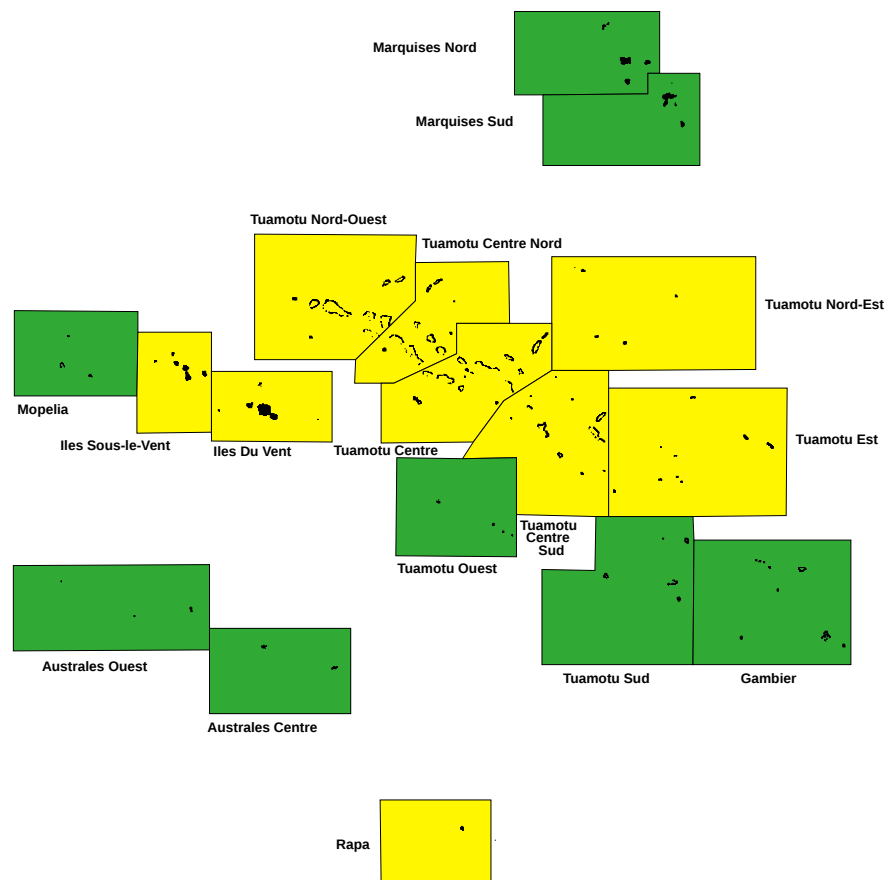 Marquises Nord
Marquises Sud
Tuamotu Nord-Ouest
Tuamotu Centre Nord
Tuamotu Nord-Est
Mopelia
Iles Sous-le-Vent
Iles Du Vent
Tuamotu Centre
Tuamotu Est
Tuamotu
Centre
Sud
Tuamotu Ouest
Australes Ouest
Tuamotu Sud
Gambier
Australes Centre
Rapa